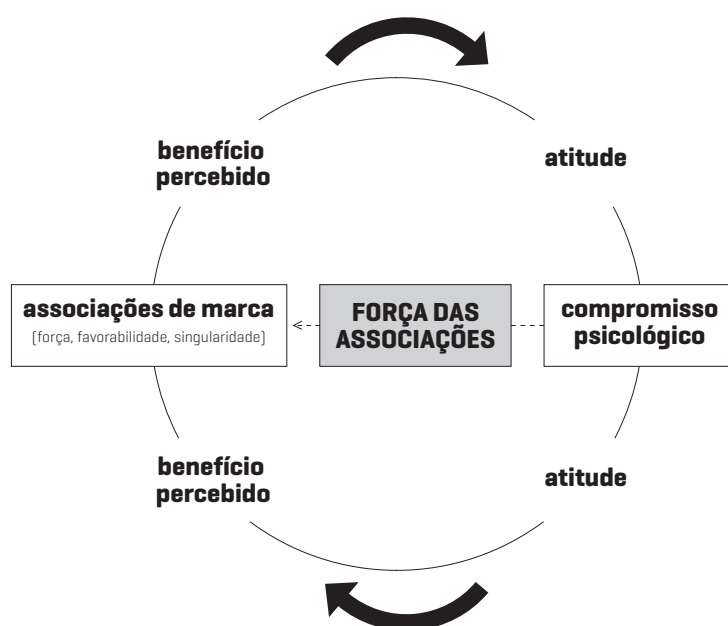 benefício
percebido
atitude
associações de marca
(força, favorabilidade, singularidade)
FORÇA DAS
ASSOCIAÇÕES
compromisso
psicológico
benefício
percebido
atitude